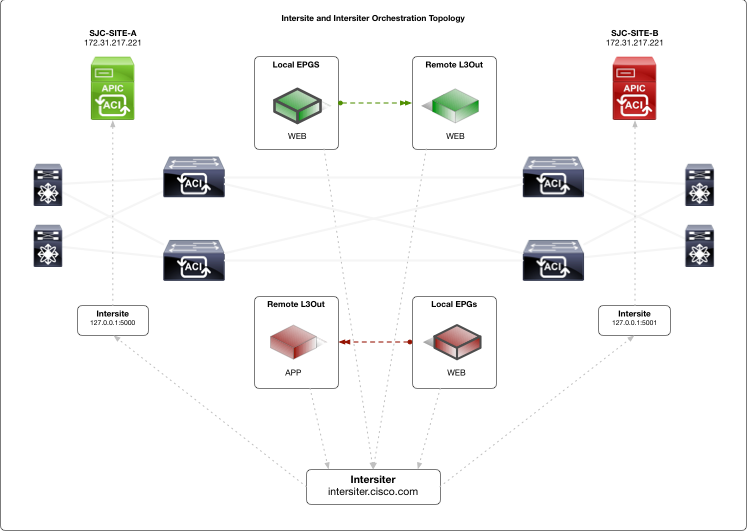 Intersite and Intersiter Orchestration Topology
SJC-SITE-A
172.31.217.221
SJC-SITE-B
172.31.217.221
APIC
ACI
Local EPGS
WEB
Remote L3Out
WEB
APIC
ACI
ACI
ACI
ACI
ACI
Intersite
127.0.0.1:5000
Remote L3Out
APP
Local EPGs
WEB
Intersite
127.0.0.1:5001
Intersiter
intersiter.cisco.com